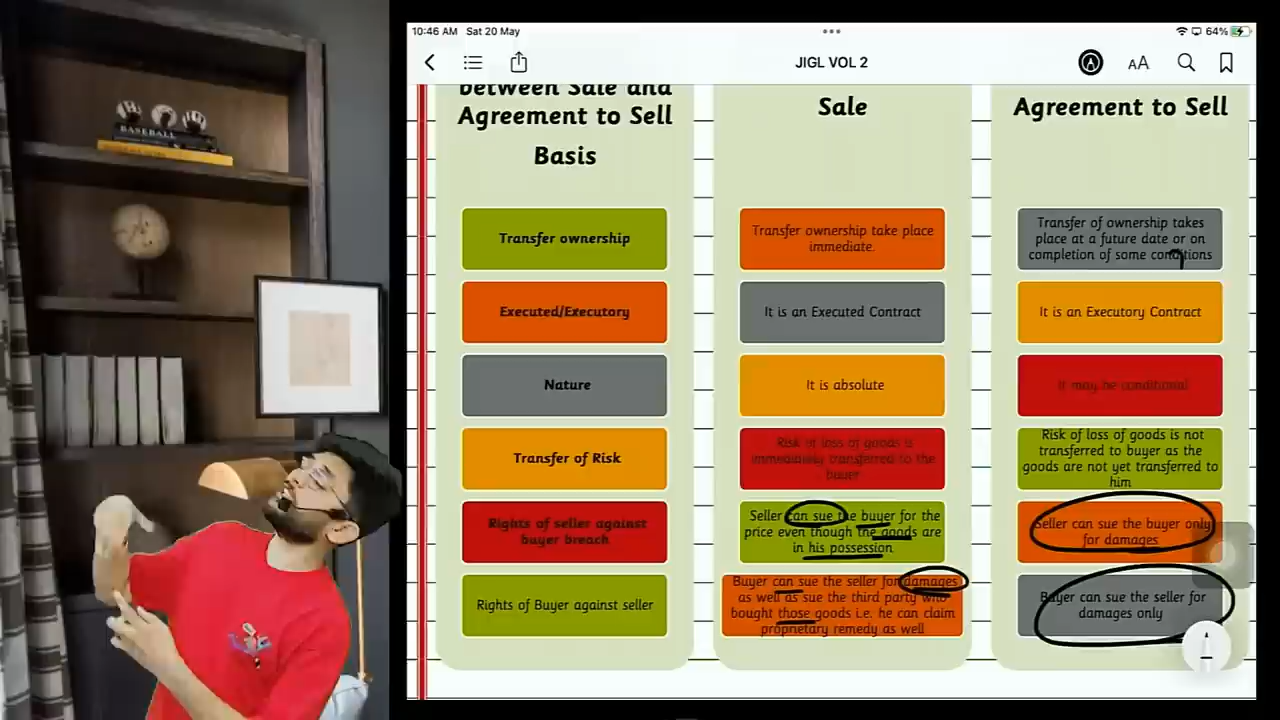 10:46 AM Sat 20 May
64%
JIGL VOL 2
AA
between Sale and
Agreement to Sell
Basis
Sale
Agreement to Sell
Transfer ownership
Transfer ownership take place
immediate.
Transfer of ownership takes
place at a future date or on
completion of some conditions
Executed/Executory
It is an Executed Contract
It is an Executory Contract
Nature
It is absolute
It may be conditional
Transfer of Risk
Risk of loss of goods is
immediately transferred to the
buyer
Risk of loss of goods is not
transferred to buyer as the
goods are not yet transferred to
him
Rights of seller against
buyer breach
Seller can sue the buyer for the
price even though the goods are
in his possession
Seller can sue the buyer only
for damages
Rights of Buyer against seller
Buyer can sue the seller for damages
as well as sue the third party who
bought those goods i.e. he can claim
proprietary remedy as well
Buyer can sue the seller for
damages only
BASEBALL